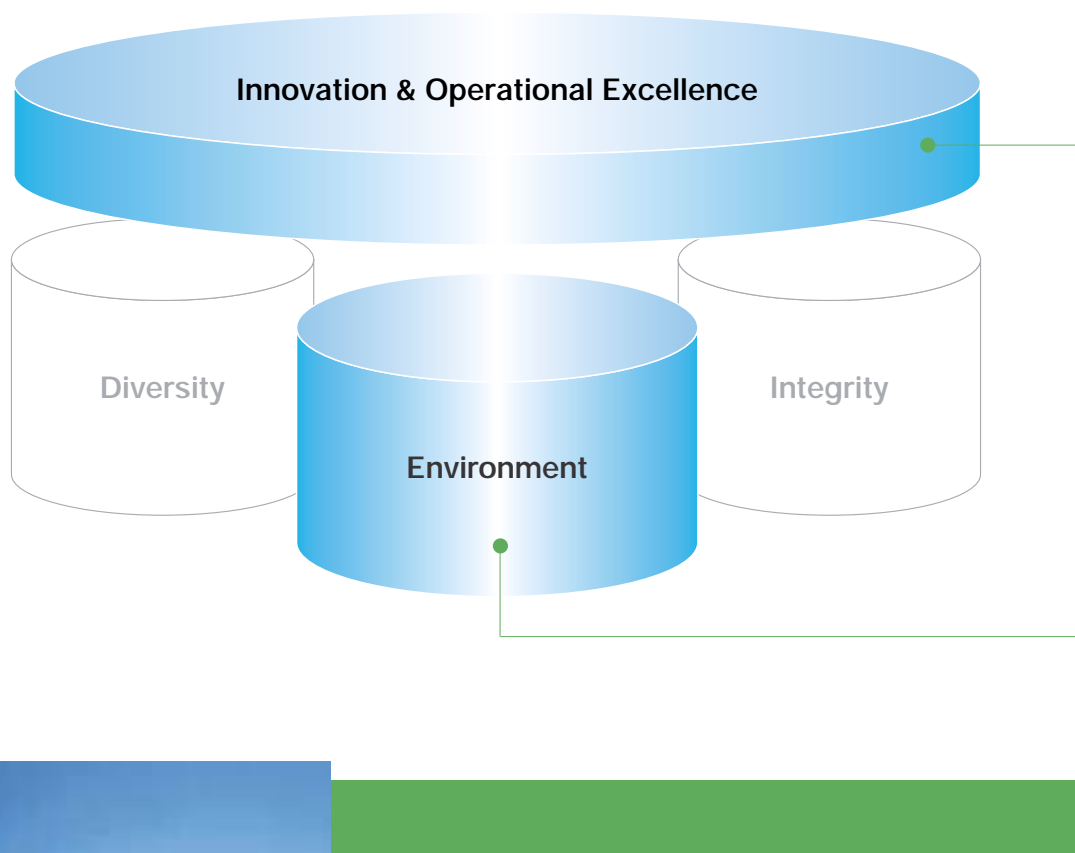 Innovation & Operational Excellence
Diversity
Integrity
Environment